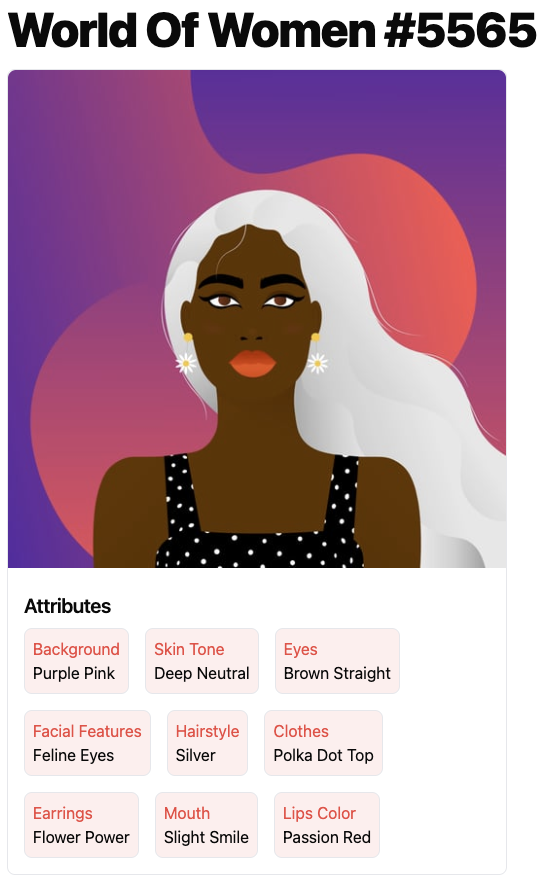 World Of Women #5565
Attributes
Background
Purple Pink
Skin Tone
Deep Neutral
Eyes
Brown Straight
Facial Features
Feline Eyes
Hairstyle
Silver
Clothes
Polka Dot Top
Earrings
Flower Power
Mouth
Slight Smile
Lips Color
Passion Red